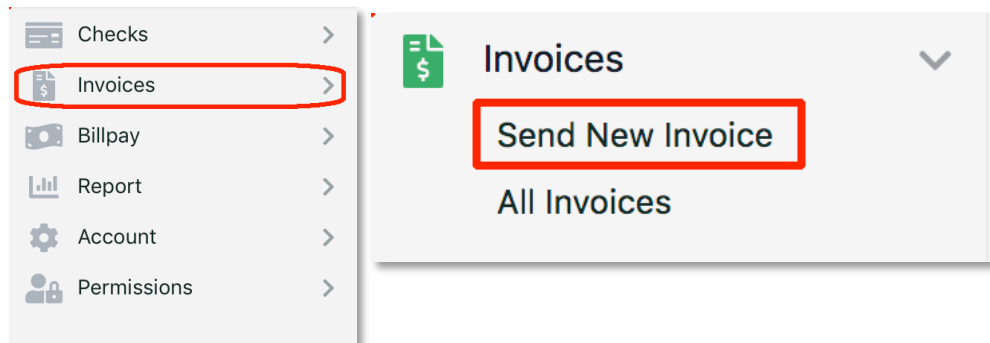 Checks
Invoices
Billpay
Report
Account
Permissions
Invoices
Send New Invoice
All Invoices